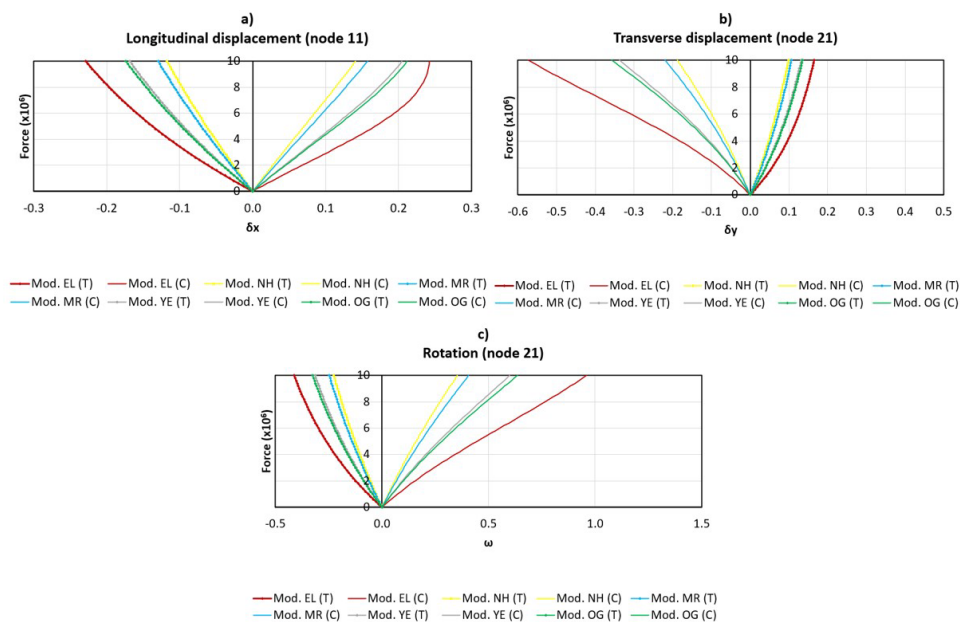 a)
Longitudinal displacement (node 11)
Force (x10⁶)
10
8
6
4
2
0
-0.3 -0.2 -0.1 0.0 0.1 0.2 0.3
δx
Mod. EL (T) Mod. EL (C) Mod. NH (T) Mod. NH (C) Mod. MR (T)
Mod. MR (C) Mod. YE (T) Mod. YE (C) Mod. OG (T) Mod. OG (C)
b)
Transverse displacement (node 21)
Force (x10⁶)
10
8
6
4
2
0
-0.6 -0.5 -0.4 -0.3 -0.2 -0.1 0.0 0.1 0.2 0.3 0.4 0.5
δy
Mod. EL (T) Mod. EL (C) Mod. NH (T) Mod. NH (C) Mod. MR (T)
Mod. MR (C) Mod. YE (T) Mod. YE (C) Mod. OG (T) Mod. OG (C)
c)
Rotation (node 21)
Force (x10⁶)
10
8
6
4
2
0
-0.5 0.0 0.5 1.0 1.5
ω
Mod. EL (T) Mod. EL (C) Mod. NH (T) Mod. NH (C) Mod. MR (T)
Mod. MR (C) Mod. YE (T) Mod. YE (C) Mod. OG (T) Mod. OG (C)